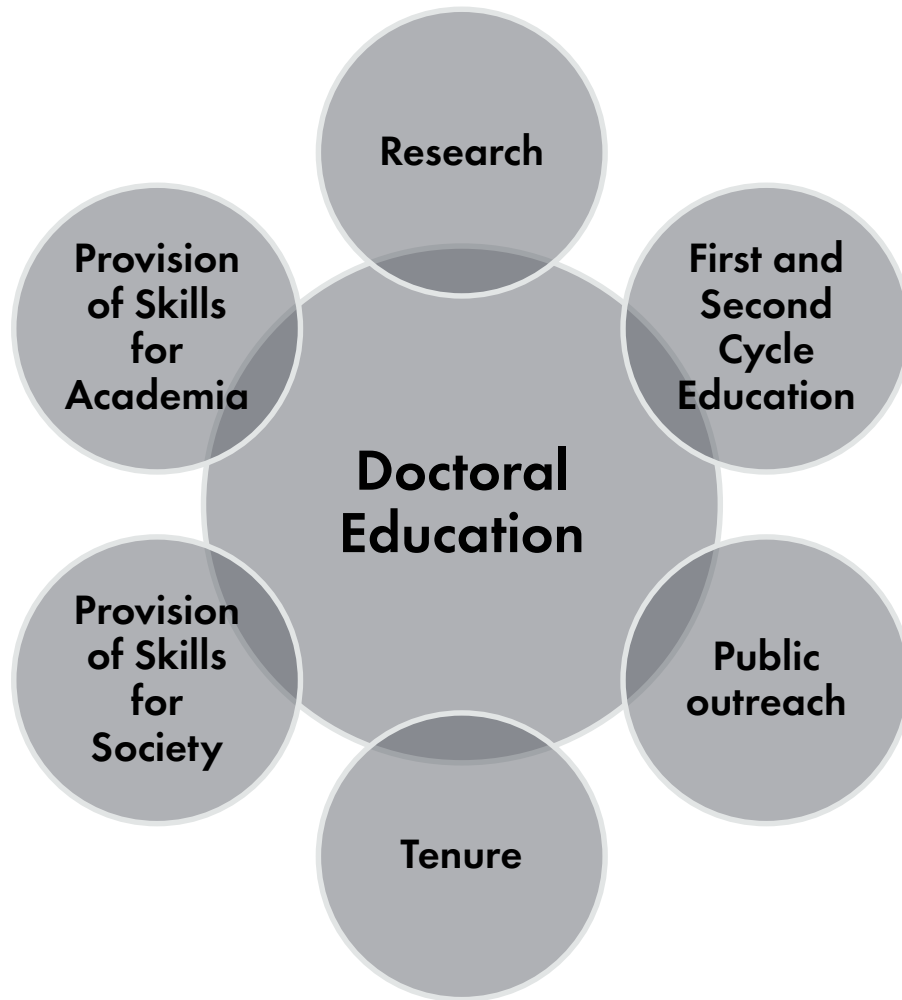 Research
Provision
of Skills
for
Academia
First and
Second
Cycle
Education
Doctoral
Education
Provision
of Skills
for
Society
Public
outreach
Tenure